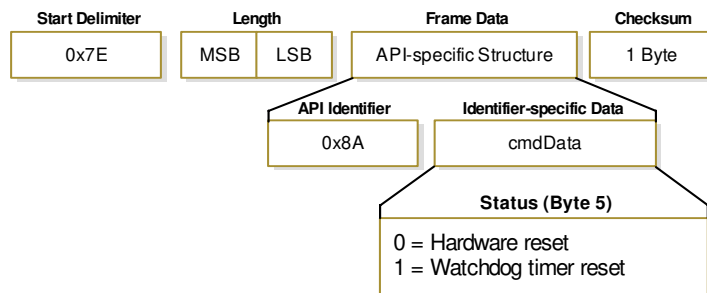 Start Delimiter Length Frame Data Checksum
0x7E MSB LSB API-specific Structure 1 Byte
API Identifier Identifier-specific Data
0x8A cmdData
Status (Byte 5)
0 = Hardware reset
1 = Watchdog timer reset